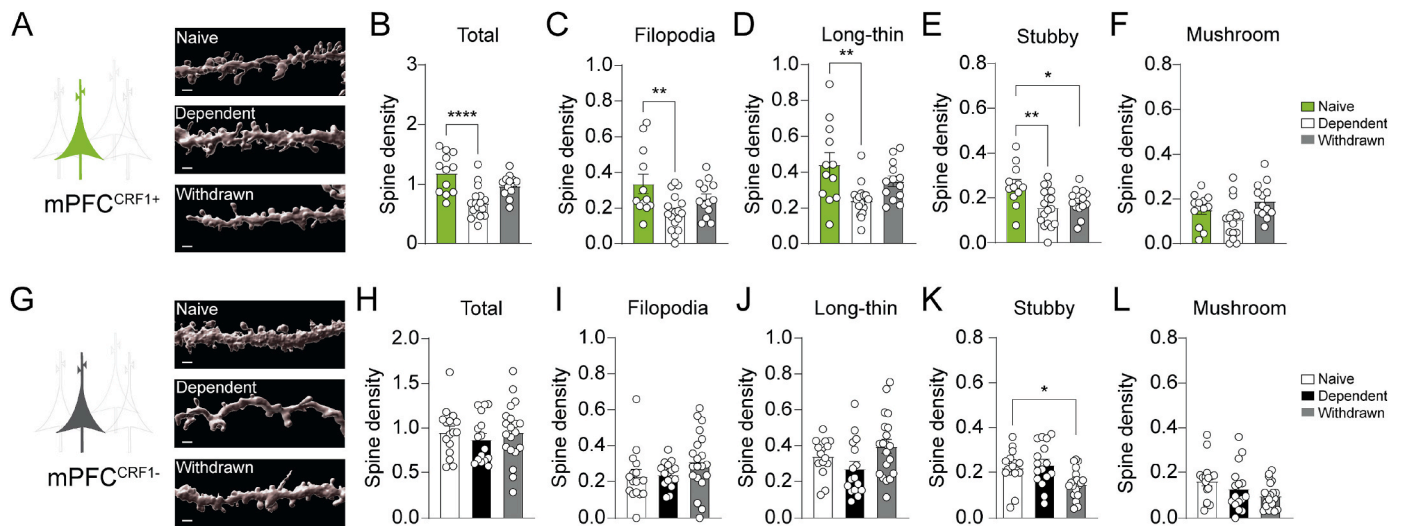 A
Naive
Dependent
Withdrawn
mPFC^CRF1+
B
Total
Spine density
3
2
1
0
****
C
Filopodia
Spine density
1.0
0.8
0.6
0.4
0.2
0.0
**
D
Long-thin
Spine density
1.0
0.8
0.6
0.4
0.2
0.0
**
E
Stubby
Spine density
0.8
0.6
0.4
0.2
0.0
*
**
F
Mushroom
Spine density
0.8
0.6
0.4
0.2
0.0
Naive
Dependent
Withdrawn
G
Naive
Dependent
Withdrawn
mPFC^CRF1-
H
Total
Spine density
2.0
1.5
1.0
0.5
0.0
I
Filopodia
Spine density
1.0
0.8
0.6
0.4
0.2
0.0
J
Long-thin
Spine density
1.0
0.8
0.6
0.4
0.2
0.0
K
Stubby
Spine density
0.8
0.6
0.4
0.2
0.0
*
L
Mushroom
Spine density
0.8
0.6
0.4
0.2
0.0
Naive
Dependent
Withdrawn